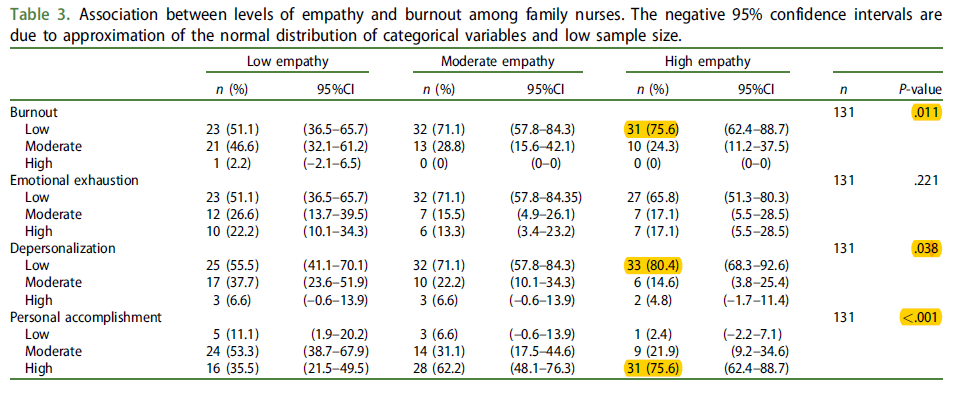 Table 3. Association between levels of empathy and burnout among family nurses. The negative 95% confidence intervals are
due to approximation of the normal distribution of categorical variables and low sample size.
Low empathy Moderate empathy High empathy
n (%) 95%CI n (%) 95%CI n (%) 95%CI n P-value
Burnout 131 .011
Low 23 (51.1) (36.5–65.7) 32 (71.1) (57.8–84.3) 31 (75.6) (62.4–88.7)
Moderate 21 (46.6) (32.1–61.2) 13 (28.8) (15.6–42.1) 10 (24.3) (11.2–37.5)
High 1 (2.2) (−2.1–6.5) 0 (0) (0–0) 0 (0) (0–0)
Emotional exhaustion 131 .221
Low 23 (51.1) (36.5–65.7) 32 (71.1) (57.8–84.35) 27 (65.8) (51.3–80.3)
Moderate 12 (26.6) (13.7–39.5) 7 (15.5) (4.9–26.1) 7 (17.1) (5.5–28.5)
High 10 (22.2) (10.1–34.3) 6 (13.3) (3.4–23.2) 7 (17.1) (5.5–28.5)
Depersonalization 131 .038
Low 25 (55.5) (41.1–70.1) 32 (71.1) (57.8–84.3) 33 (80.4) (68.3–92.6)
Moderate 17 (37.7) (23.6–51.9) 10 (22.2) (10.1–34.3) 6 (14.6) (3.8–25.4)
High 3 (6.6) (−0.6–13.9) 3 (6.6) (−0.6–13.9) 2 (4.8) (−1.7–11.4)
Personal accomplishment 131 <.001
Low 5 (11.1) (1.9–20.2) 3 (6.6) (−0.6–13.9) 1 (2.4) (−2.2–7.1)
Moderate 24 (53.3) (38.7–67.9) 14 (31.1) (17.5–44.6) 9 (21.9) (9.2–34.6)
High 16 (35.5) (21.5–49.5) 28 (62.2) (48.1–76.3) 31 (75.6) (62.4–88.7)